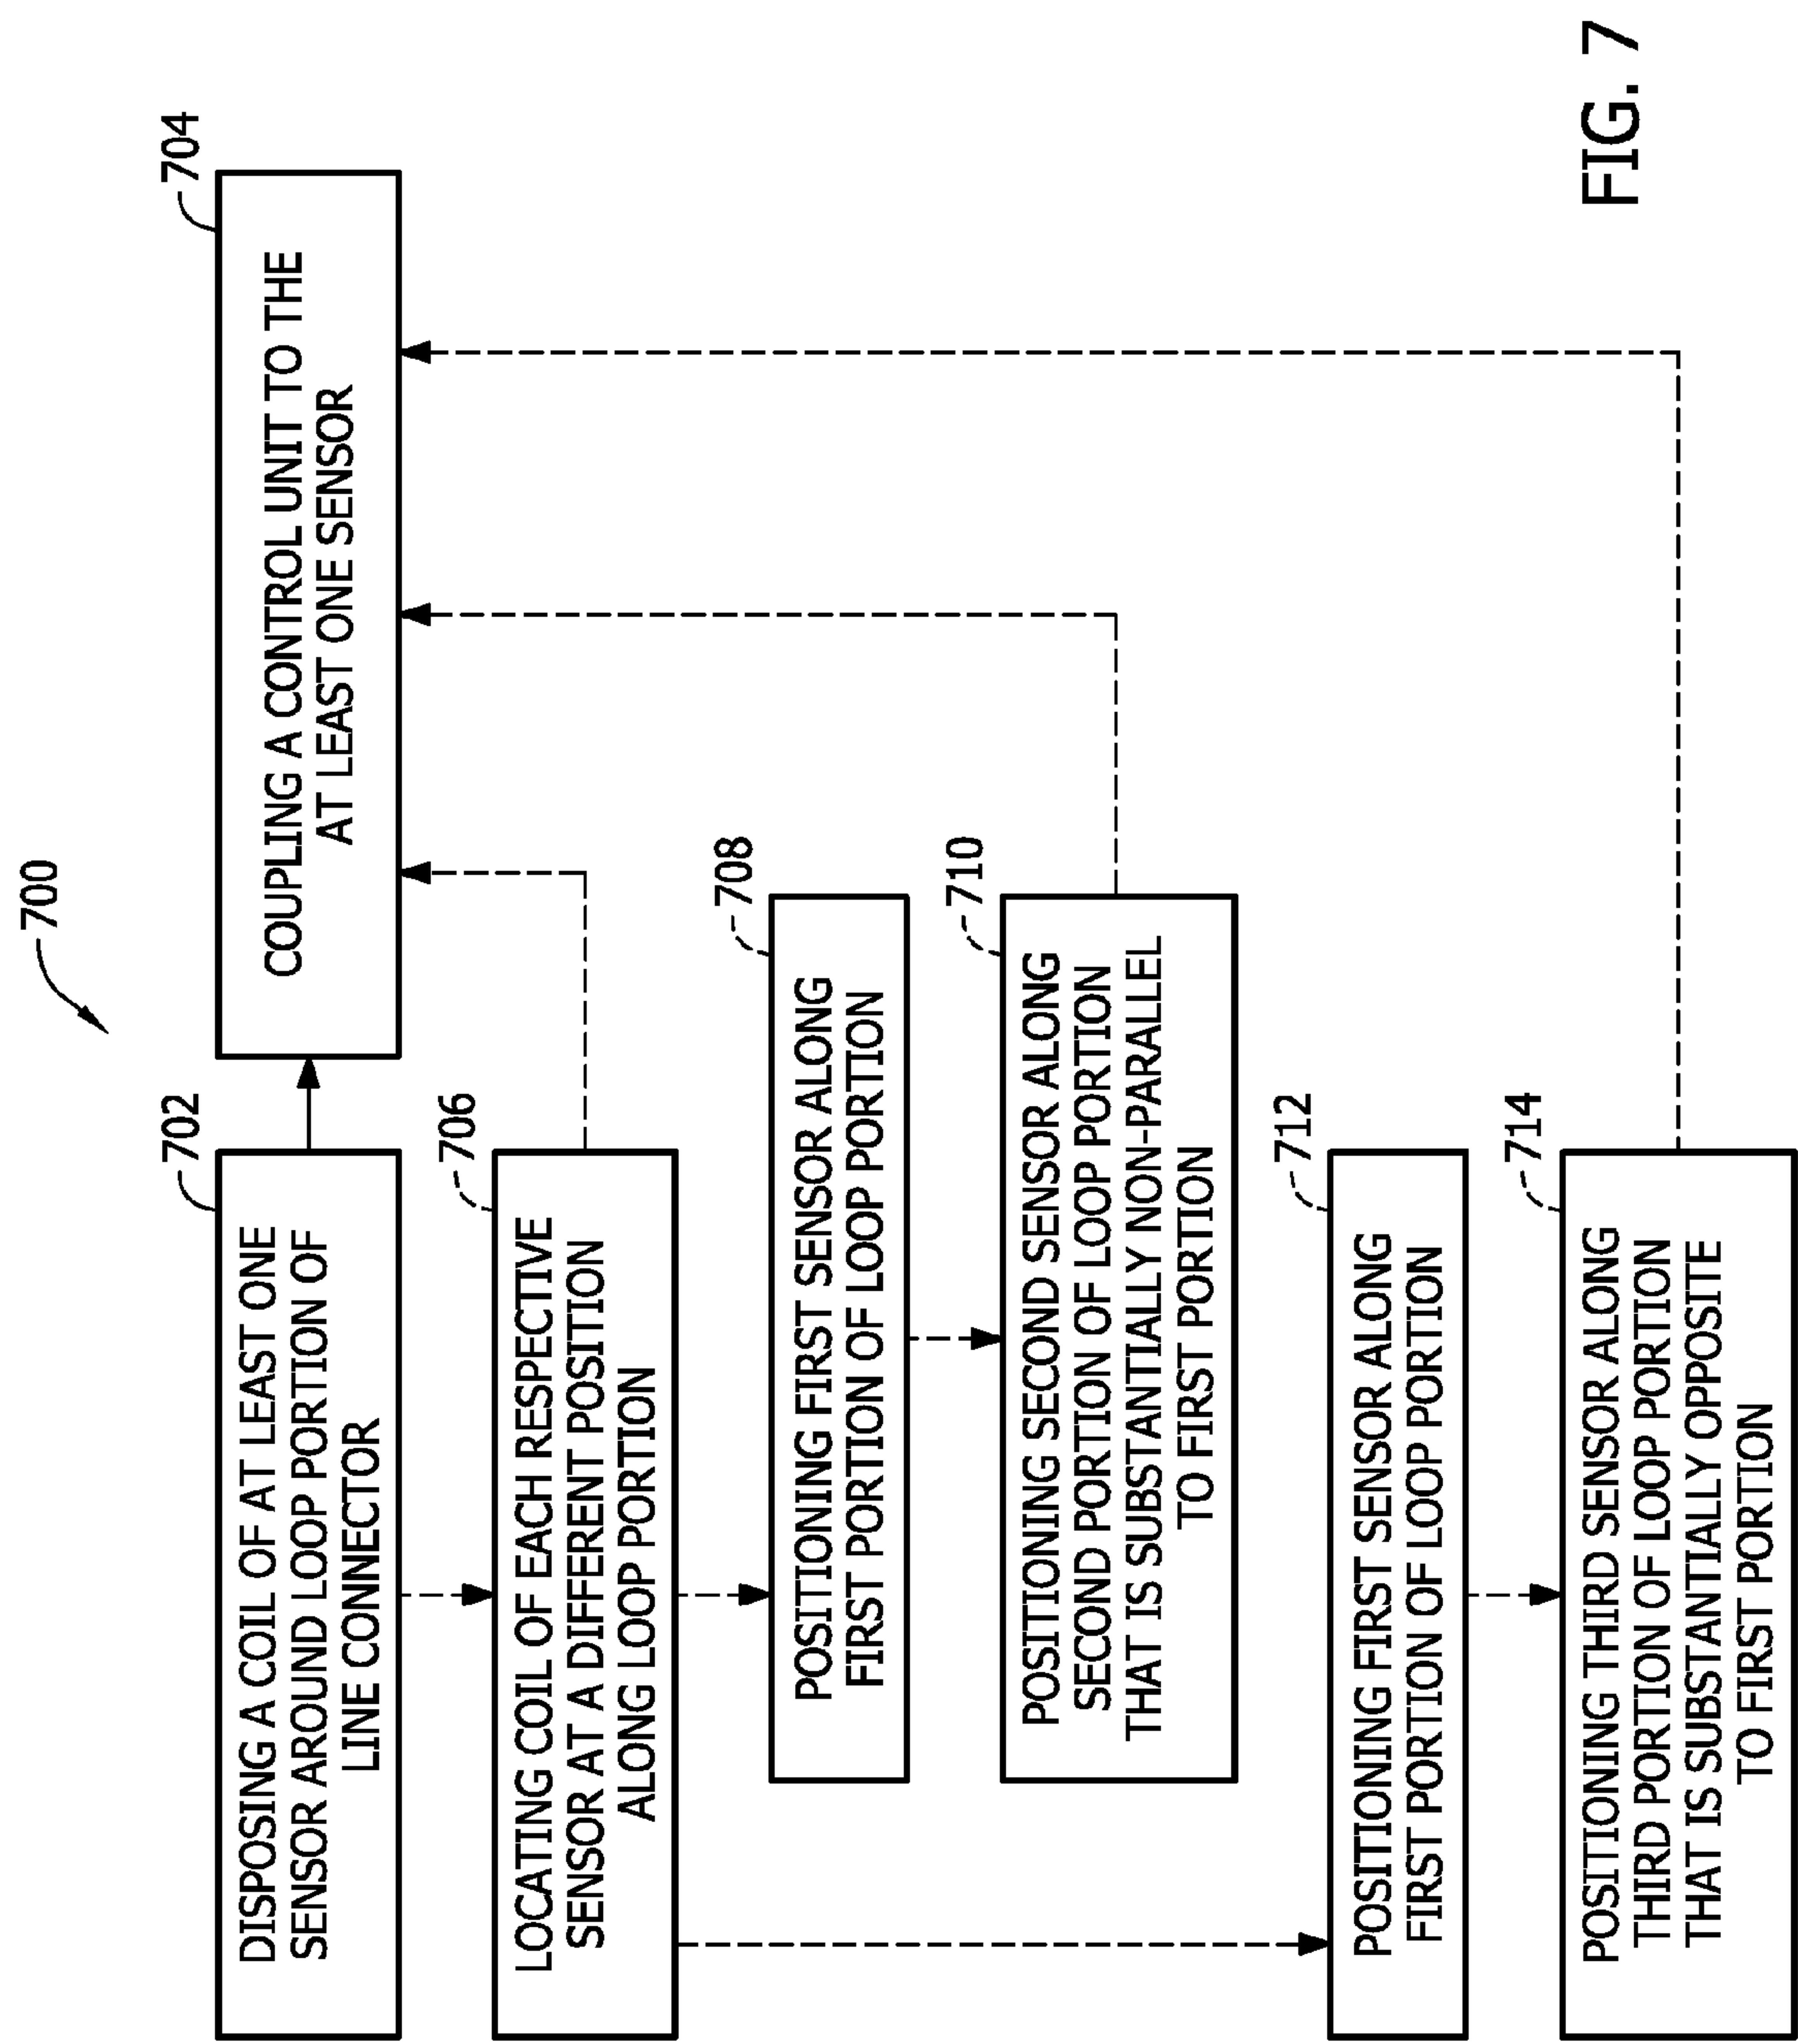 700
702
DISPOSING A COIL OF AT LEAST ONE
SENSOR AROUND LOOP PORTION OF
LINE CONNECTOR
704
COUPLING A CONTROL UNIT TO THE
AT LEAST ONE SENSOR
706
LOCATING COIL OF EACH RESPECTIVE
SENSOR AT A DIFFERENT POSITION
ALONG LOOP PORTION
708
POSITIONING FIRST SENSOR ALONG
FIRST PORTION OF LOOP PORTION
710
POSITIONING SECOND SENSOR ALONG
SECOND PORTION OF LOOP PORTION
THAT IS SUBSTANTIALLY NON-PARALLEL
TO FIRST PORTION
712
POSITIONING FIRST SENSOR ALONG
FIRST PORTION OF LOOP PORTION
714
POSITIONING THIRD SENSOR ALONG
THIRD PORTION OF LOOP PORTION
THAT IS SUBSTANTIALLY OPPOSITE
TO FIRST PORTION
FIG. 7